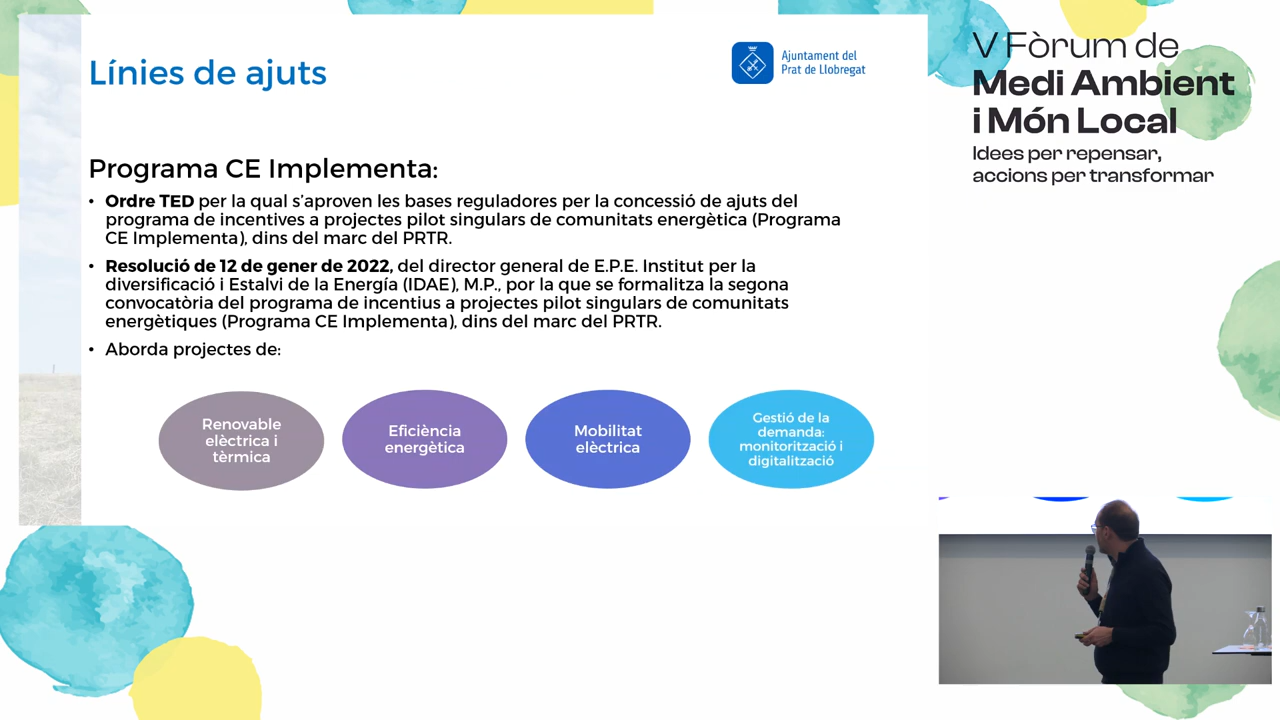 Línies de ajuts
Ajuntament del
Prat de Llobregat
V Fòrum de
Medi Ambient
i Món Local
Idees per repensar,
accions per transformar
Programa CE Implementa:
• Ordre TED per la qual s’aproven les bases reguladores per la concessió de ajuts del
programa de incentives a projectes pilot singulars de comunitats energètica (Programa
CE Implementa), dins del marc del PRTR.
• Resolució de 12 de gener de 2022, del director general de E.P.E. Institut per la
diversificació i Estalvi de la Energía (IDAE), M.P., por la que se formalitza la segona
convocatòria del programa de incentius a projectes pilot singulars de comunitats
energètiques (Programa CE Implementa), dins del marc del PRTR.
• Aborda projectes de:
Renovable
elèctrica i
tèrmica
Eficiència
energètica
Mobilitat
elèctrica
Gestió de la
demanda:
monitorització i
digitalització